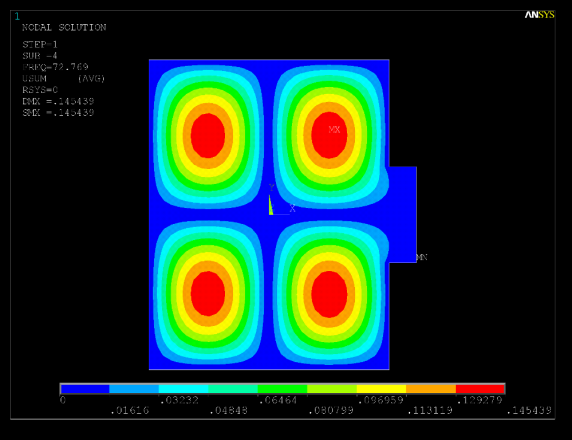 1
ANSYS
NODAL SOLUTION
STEP=1
SUB =4
FREQ=72.769
USUM (AVG)
RSYS=0
DMX =.145439
SMX =.145439
MX
Y
X
MN
0 .03232 .06464 .096959 .129279
.01616 .04848 .080799 .113119 .145439